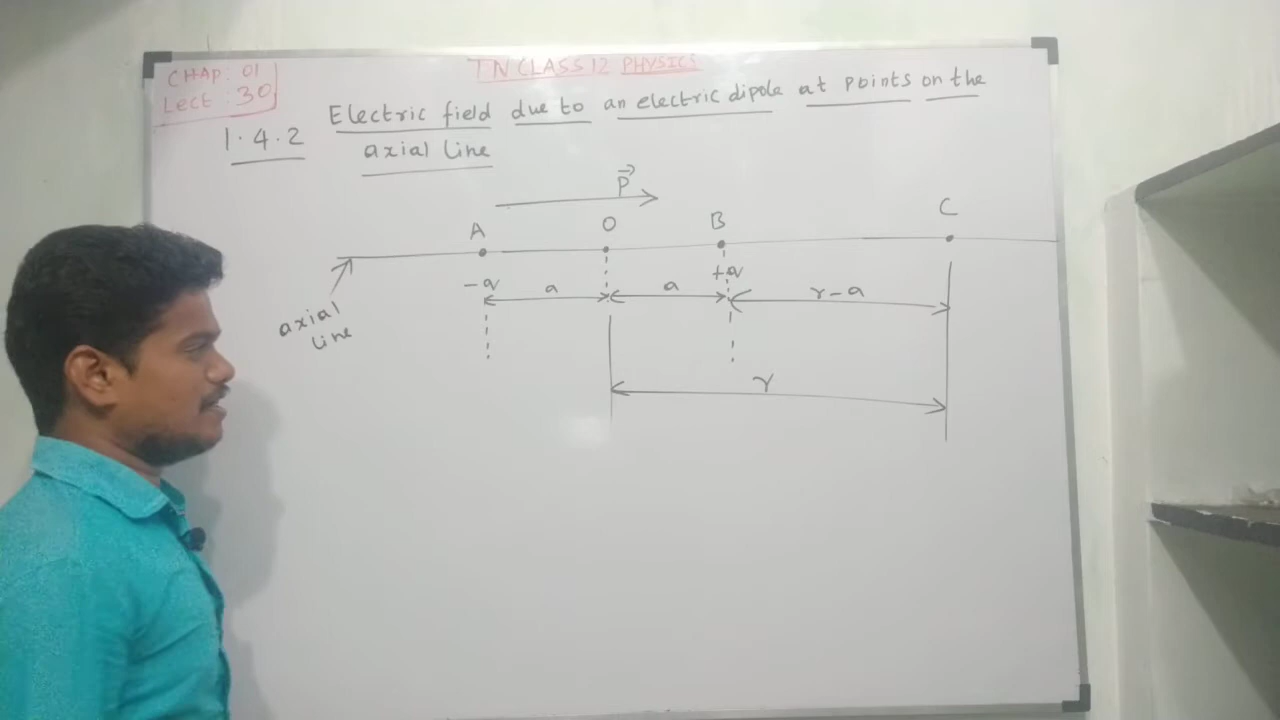 TN CLASS 12 PHYSICS
CHAP: 01
Lect: 30
1.4.2 Electric field due to an electric dipole at points on the
axial line
P
A O B C
-q +q
a a r-a
axial
line
r